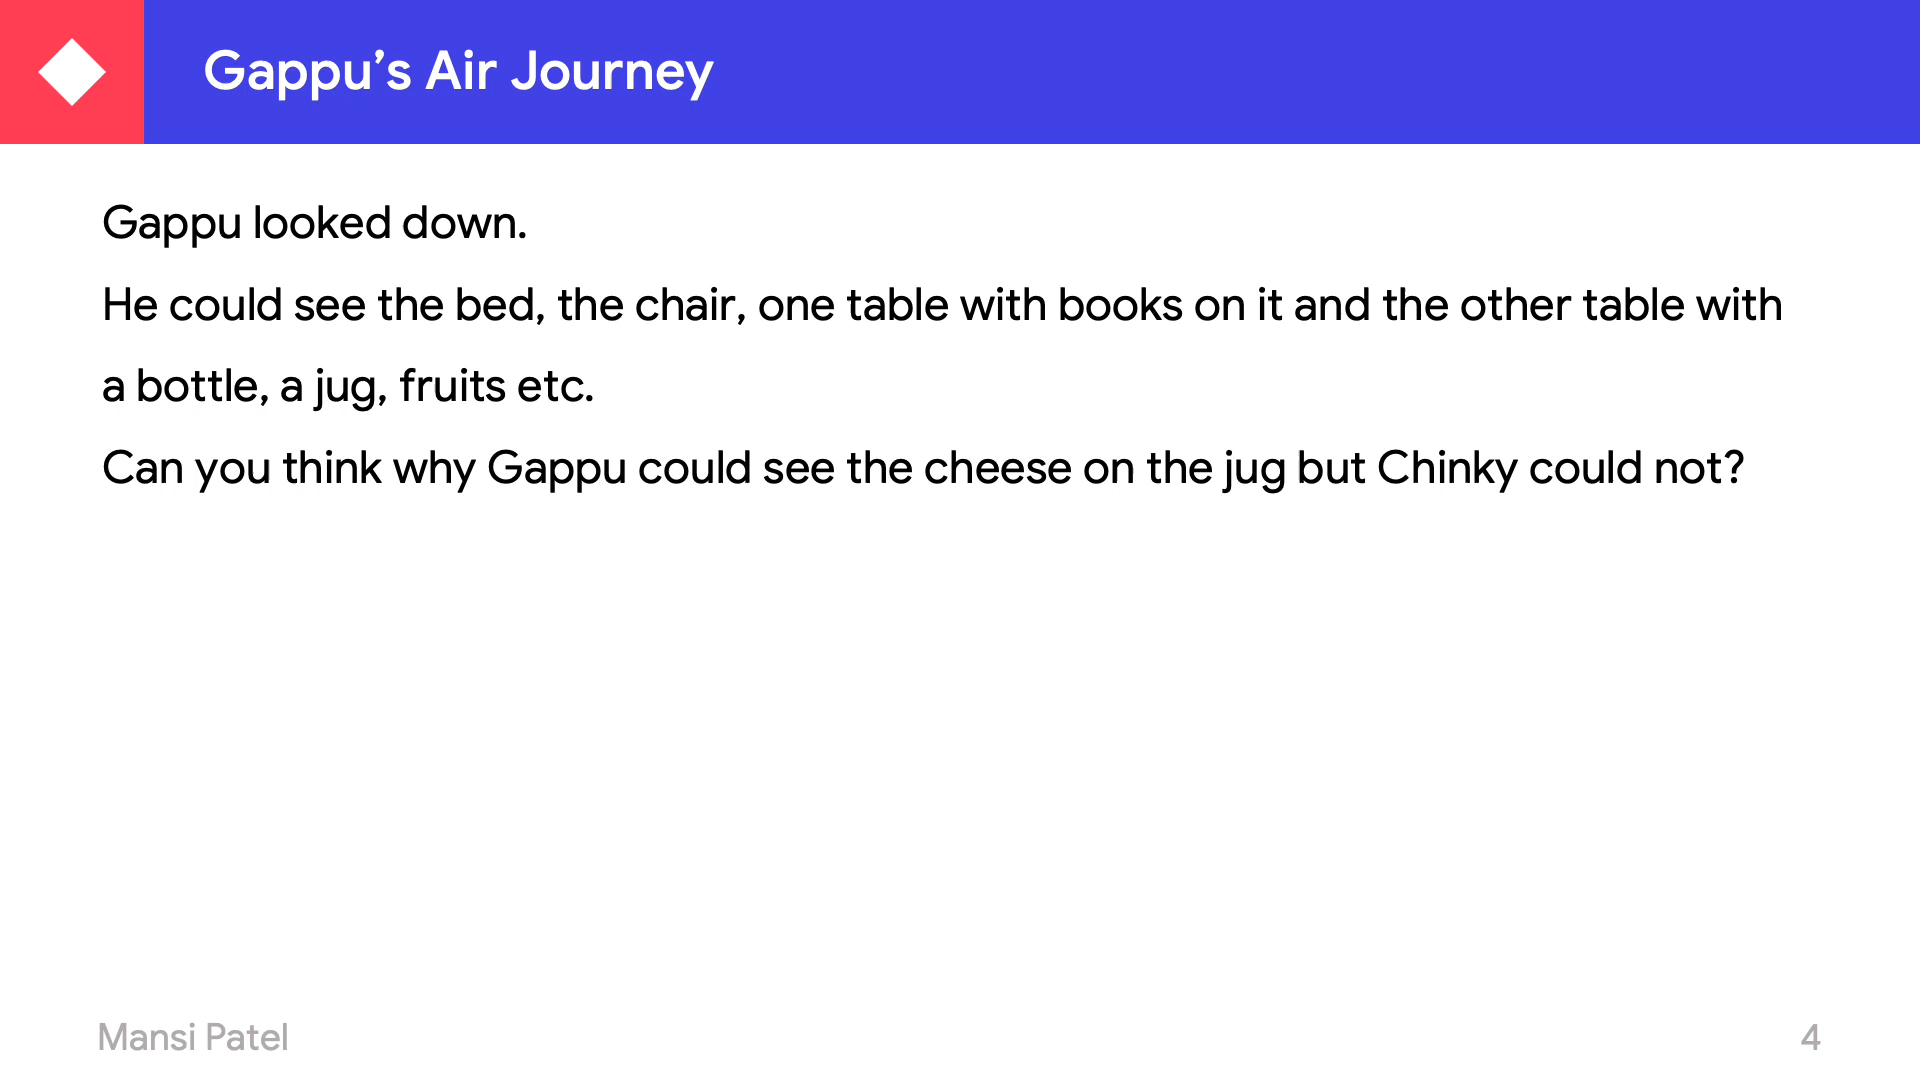 Gappu’s Air Journey
Gappu looked down.
He could see the bed, the chair, one table with books on it and the other table with
a bottle, a jug, fruits etc.
Can you think why Gappu could see the cheese on the jug but Chinky could not?
Mansi Patel
4